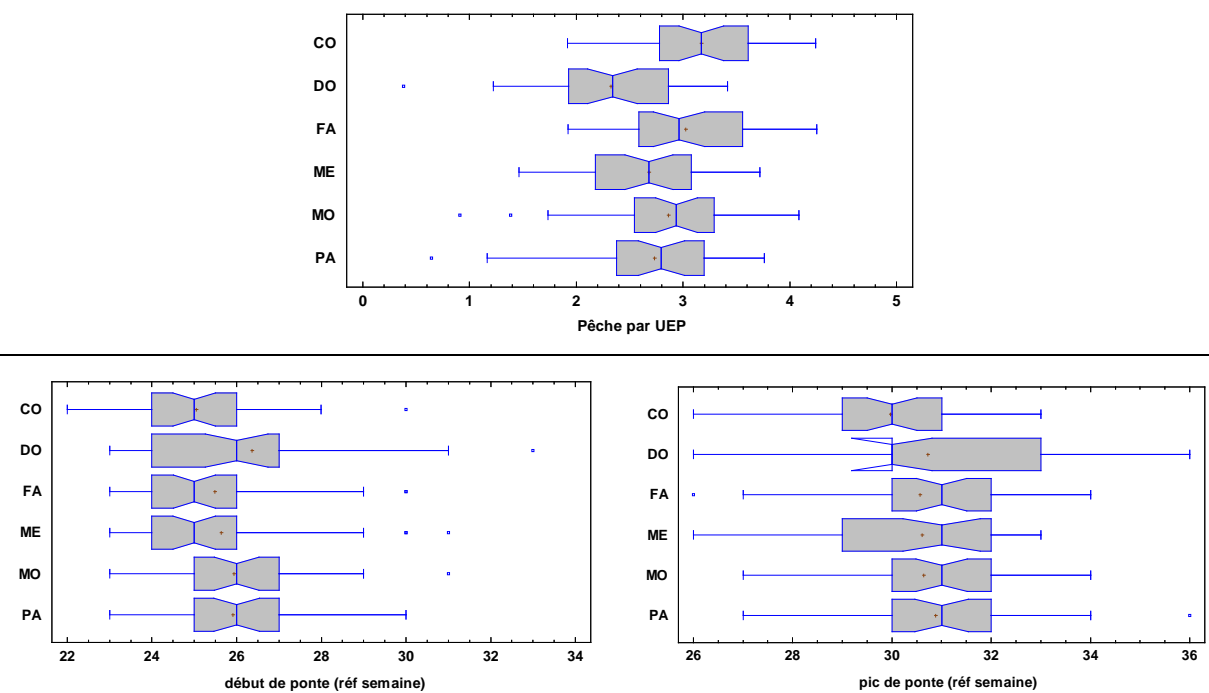 CO
DO
FA
ME
MO
PA
0 1 2 3 4 5
Pêche par UEP
CO
DO
FA
ME
MO
PA
22 24 26 28 30 32 34
début de ponte (réf semaine)
CO
DO
FA
ME
MO
PA
26 28 30 32 34 36
pic de ponte (réf semaine)